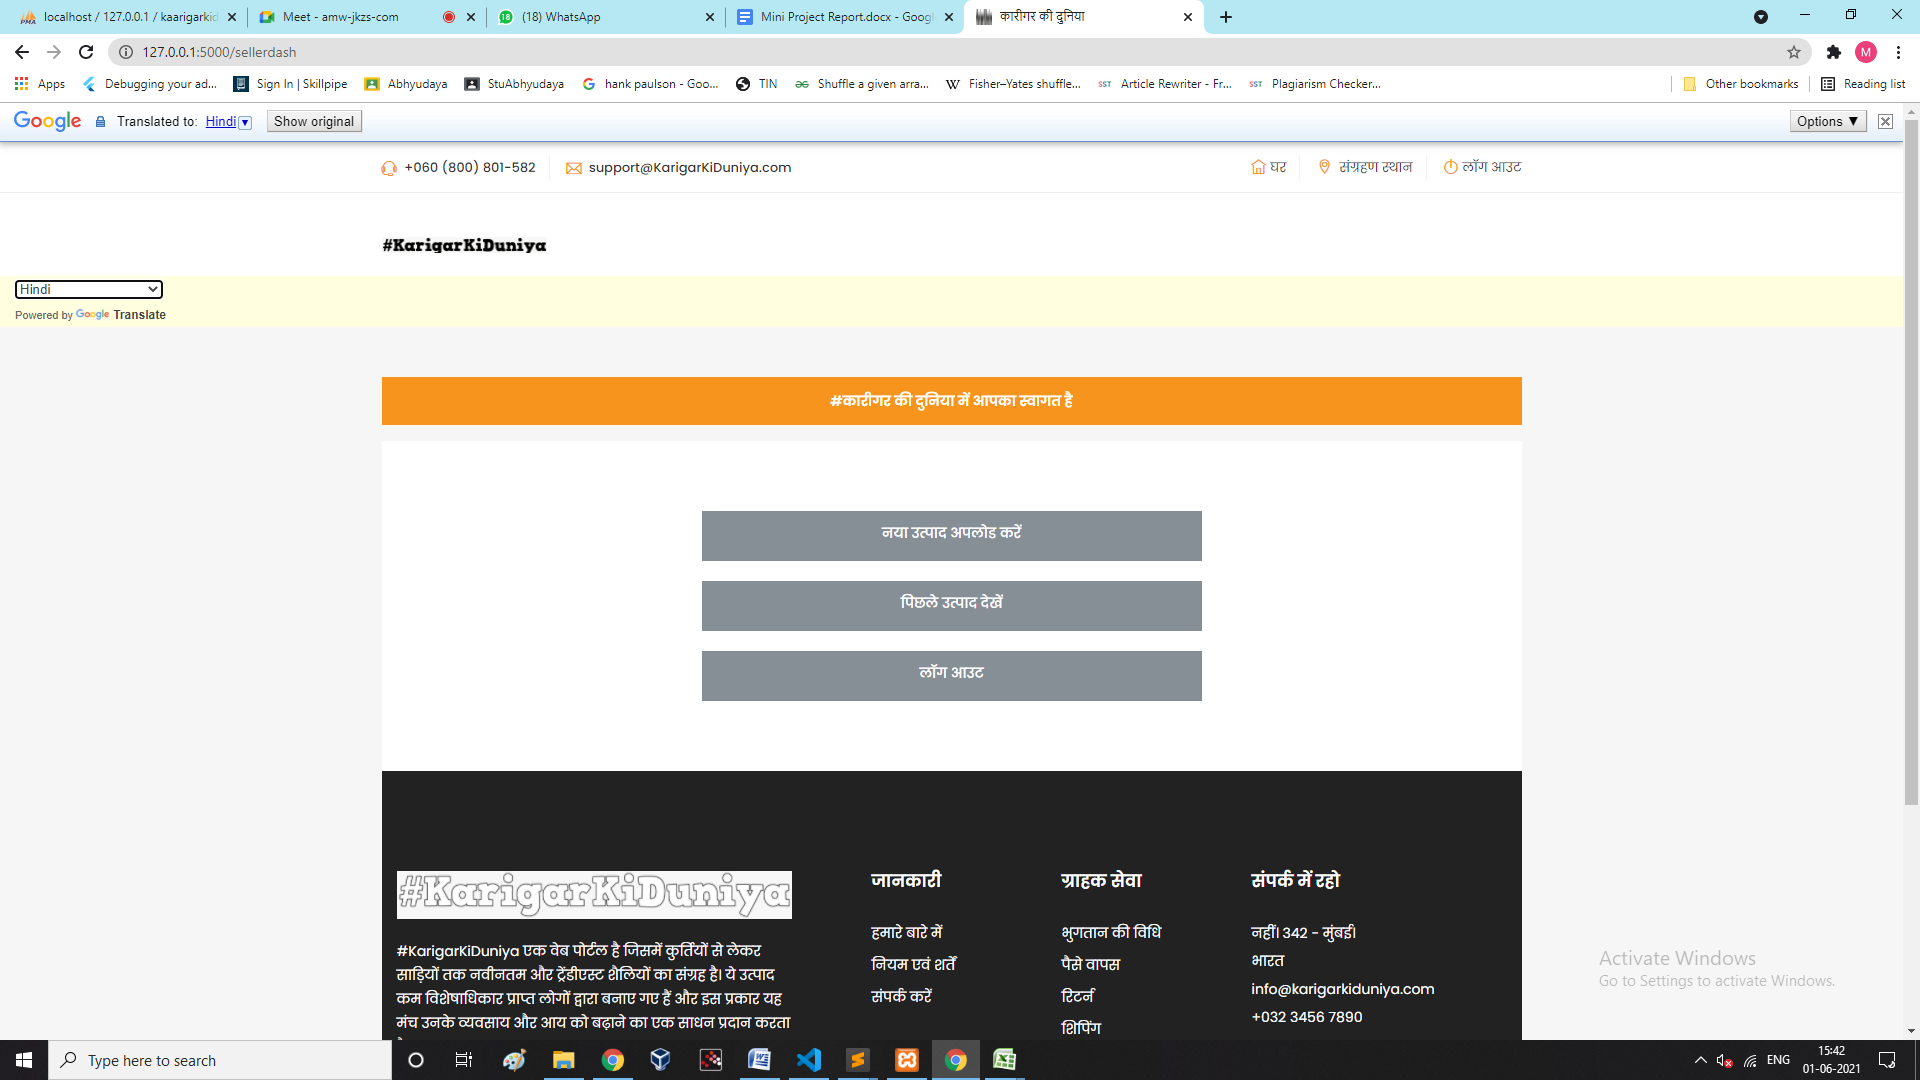 localhost / 127.0.0.1 / kaarigarkid
Meet - amw-jkzs-com
(18) WhatsApp
Mini Project Report.docx - Googl
कारीगर की दुनिया
127.0.0.1:5000/sellerdash
Apps
Debugging your ad...
Sign In | Skillpipe
Abhyudaya
StuAbhyudaya
hank paulson - Goo...
TIN
Shuffle a given arra...
Fisher–Yates shuffle...
SST Article Rewriter - Fr...
SST Plagiarism Checker...
Other bookmarks
Reading list
Google Translated to: Hindi ▼ Show original Options ▼
+060 (800) 801-582 support@KarigarKiDuniya.com घर संग्रहण स्थान लॉग आउट
#KarigarKiDuniya
Hindi
Powered by Google Translate
#कारीगर की दुनिया में आपका स्वागत है
नया उत्पाद अपलोड करें
पिछले उत्पाद देखें
लॉग आउट
#KarigarKiDuniya
#KarigarKiDuniya एक वेब पोर्टल है जिसमें कुर्तियों से लेकर
साड़ियों तक नवीनतम और ट्रेंडीएस्ट शैलियों का संग्रह है। ये उत्पाद
कम विशेषाधिकार प्राप्त लोगों द्वारा बनाए गए हैं और इस प्रकार यह
मंच उनके व्यवसाय और आय को बढ़ाने का एक साधन प्रदान करता
जानकारी
हमारे बारे में
नियम एवं शर्तें
संपर्क करें
ग्राहक सेवा
भुगतान की विधि
पैसे वापस
रिटर्न
शिपिंग
संपर्क में रहो
नहीं। 342 - मुंबई।
भारत
info@karigarkiduniya.com
+032 3456 7890
Activate Windows
Go to Settings to activate Windows.
Type here to search
ENG
15:42
01-06-2021